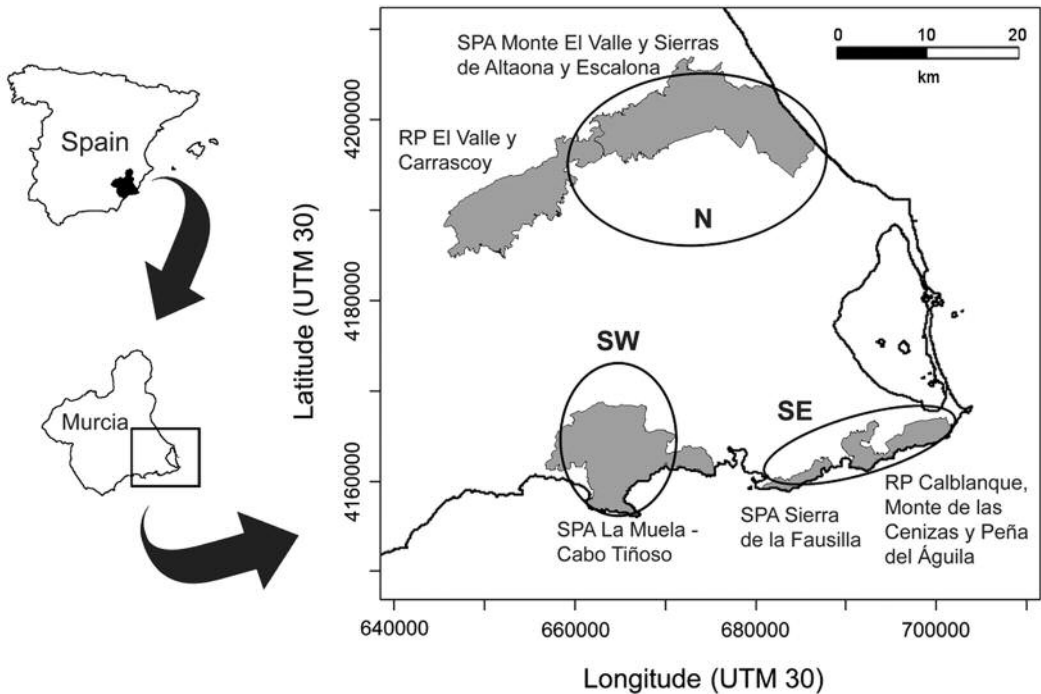 Spain
Murcia
SPA Monte El Valle y Sierras
de Altaona y Escalona
RP El Valle y
Carrascoy
0 10 20
km
N
SW
SE
SPA La Muela -
Cabo Tiñoso
SPA Sierra
de la Fausilla
RP Calblanque,
Monte de las
Cenizas y Peña
del Águila
Latitude (UTM 30)
4200000
4180000
4160000
640000 660000 680000 700000
Longitude (UTM 30)